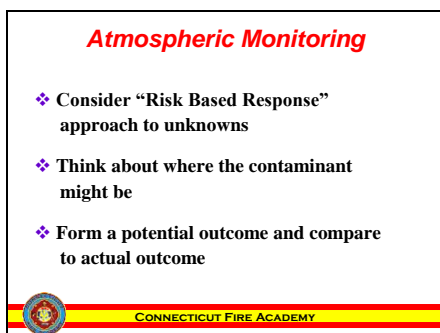 Atmospheric Monitoring
❖ Consider “Risk Based Response”
approach to unknowns
❖ Think about where the contaminant
might be
❖ Form a potential outcome and compare
to actual outcome
CONNECTICUT FIRE ACADEMY